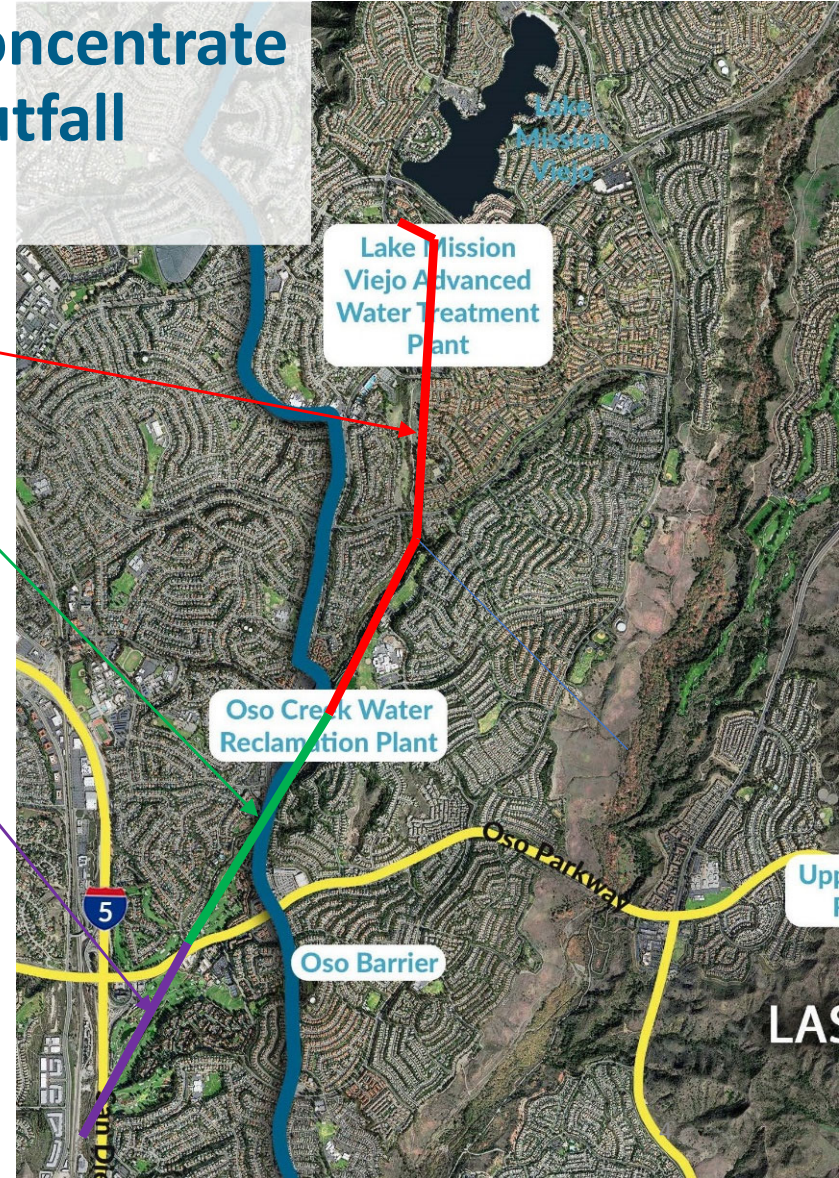 oncentrate
utfall
Lake
Mission
Viejo
Lake Mission
Viejo Advanced
Water Treatment
Plant
Oso Creek Water
Reclamation Plant
Oso Parkway
5
Upp
Oso Barrier
LAS